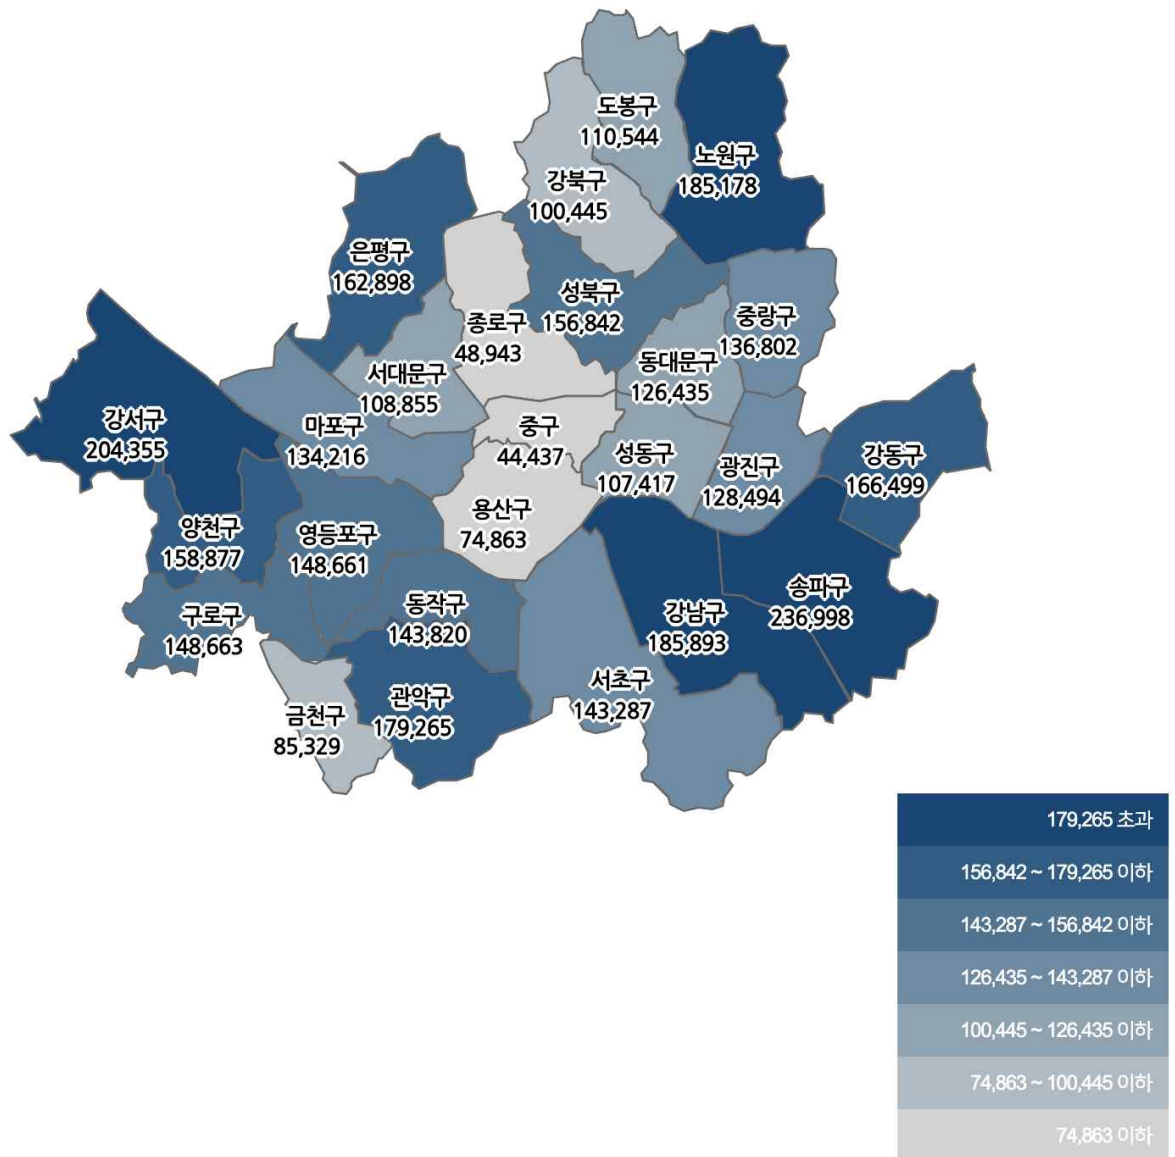 도봉구
110,544
노원구
185,178
강북구
100,445
은평구
162,898
성북구
156,842
종로구
48,943
중랑구
136,802
동대문구
126,435
서대문구
108,855
강서구
204,355
마포구
134,216
중구
44,437
성동구
107,417
광진구
128,494
강동구
166,499
용산구
74,863
양천구
158,877
영등포구
148,661
구로구
148,663
동작구
143,820
강남구
185,893
송파구
236,998
서초구
143,287
관악구
179,265
금천구
85,329
179,265 초과
156,842 ~ 179,265 이하
143,287 ~ 156,842 이하
126,435 ~ 143,287 이하
100,445 ~ 126,435 이하
74,863 ~ 100,445 이하
74,863 이하